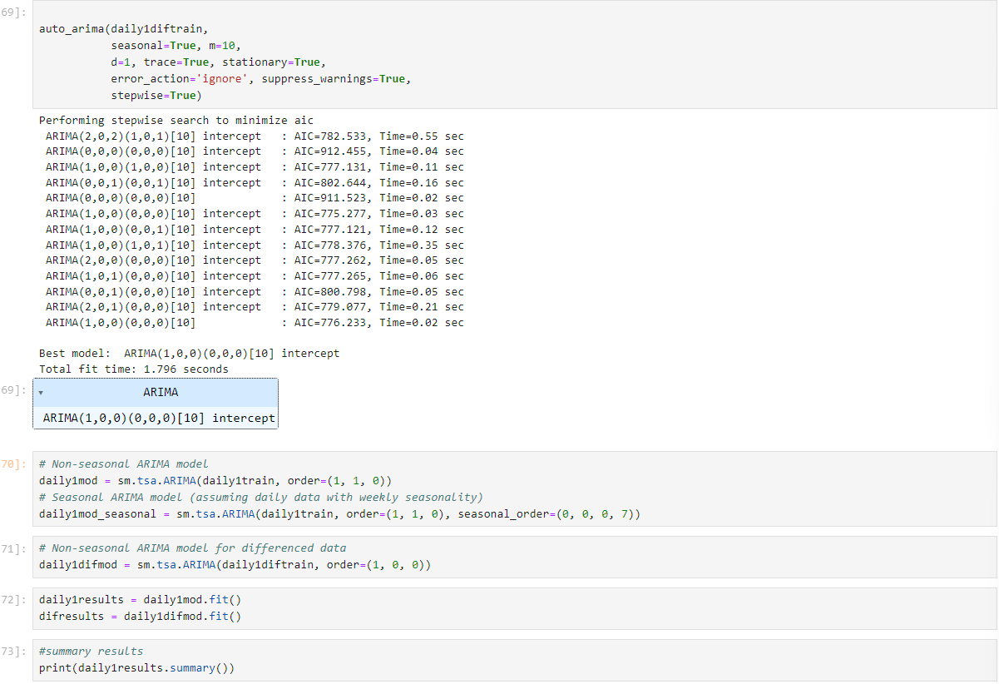 69]:
auto_arima(daily1diftrain,
           seasonal=True, m=10,
           d=1, trace=True, stationary=True,
           error_action='ignore', suppress_warnings=True,
           stepwise=True)
Performing stepwise search to minimize aic
 ARIMA(2,0,2)(1,0,1)[10] intercept   : AIC=782.533, Time=0.55 sec
 ARIMA(0,0,0)(0,0,0)[10] intercept   : AIC=912.455, Time=0.04 sec
 ARIMA(1,0,0)(1,0,0)[10] intercept   : AIC=777.131, Time=0.11 sec
 ARIMA(0,0,1)(0,0,1)[10] intercept   : AIC=802.644, Time=0.16 sec
 ARIMA(0,0,0)(0,0,0)[10]             : AIC=911.523, Time=0.02 sec
 ARIMA(1,0,0)(0,0,0)[10] intercept   : AIC=775.277, Time=0.03 sec
 ARIMA(1,0,0)(0,0,1)[10] intercept   : AIC=777.121, Time=0.12 sec
 ARIMA(1,0,0)(1,0,1)[10] intercept   : AIC=778.376, Time=0.35 sec
 ARIMA(2,0,0)(0,0,0)[10] intercept   : AIC=777.262, Time=0.05 sec
 ARIMA(1,0,1)(0,0,0)[10] intercept   : AIC=777.265, Time=0.06 sec
 ARIMA(0,0,1)(0,0,0)[10] intercept   : AIC=800.798, Time=0.05 sec
 ARIMA(2,0,1)(0,0,0)[10] intercept   : AIC=779.077, Time=0.21 sec
 ARIMA(1,0,0)(0,0,0)[10]             : AIC=776.233, Time=0.02 sec
Best model:  ARIMA(1,0,0)(0,0,0)[10] intercept
Total fit time: 1.796 seconds
69]:
▾ ARIMA
ARIMA(1,0,0)(0,0,0)[10] intercept
70]:
# Non-seasonal ARIMA model
daily1mod = sm.tsa.ARIMA(daily1train, order=(1, 1, 0))
# Seasonal ARIMA model (assuming daily data with weekly seasonality)
daily1mod_seasonal = sm.tsa.ARIMA(daily1train, order=(1, 1, 0), seasonal_order=(0, 0, 0, 7))
71]:
# Non-seasonal ARIMA model for differenced data
daily1difmod = sm.tsa.ARIMA(daily1diftrain, order=(1, 0, 0))
72]:
daily1results = daily1mod.fit()
difresults = daily1difmod.fit()
73]:
#summary results
print(daily1results.summary())